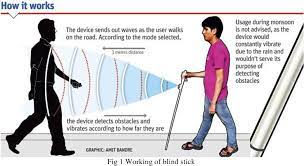 How it works
The device sends out waves as the user walks
on the road. According to the mode selected,
3 metres distance
the device detects obstacles and
vibrates according to how far they are
GRAPHIC: AMIT BANDRE
Usage during monsoon
is not advised, as the
device would
constantly vibrate
due to the rain and
wouldn't serve its
purpose of
detecting
obstacles
Fig 1 Working of blind stick